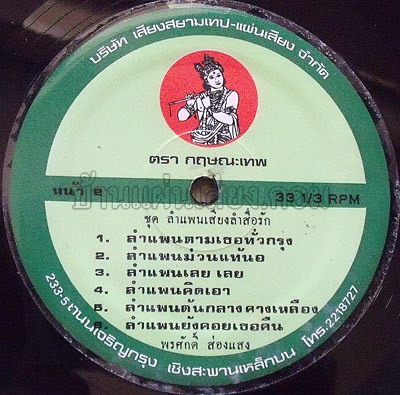 บริษัท เสียงสยามเทป-แผ่นเสียง จำกัด
ตรา กฤษณะเทพ
หน้า ๒
33 1/3 RPM
ชุด ลำแพนเสี่ยงลำสื่อรัก
1. ลำแพนตามเธอทั่วกรุง
2. ลำแพนม่วนแท้นอ
3. ลำแพนเลย เลย
4. ลำแพนคิดเอา
5. ลำแพนต้นกลางคางเหลือง
6. ลำแพนยังคอยเธอคืน
พรศักดิ์ ส่องแสง
233-5 ถนนเจริญกรุง เชิงสะพานเหล็กบน โทร.2218727